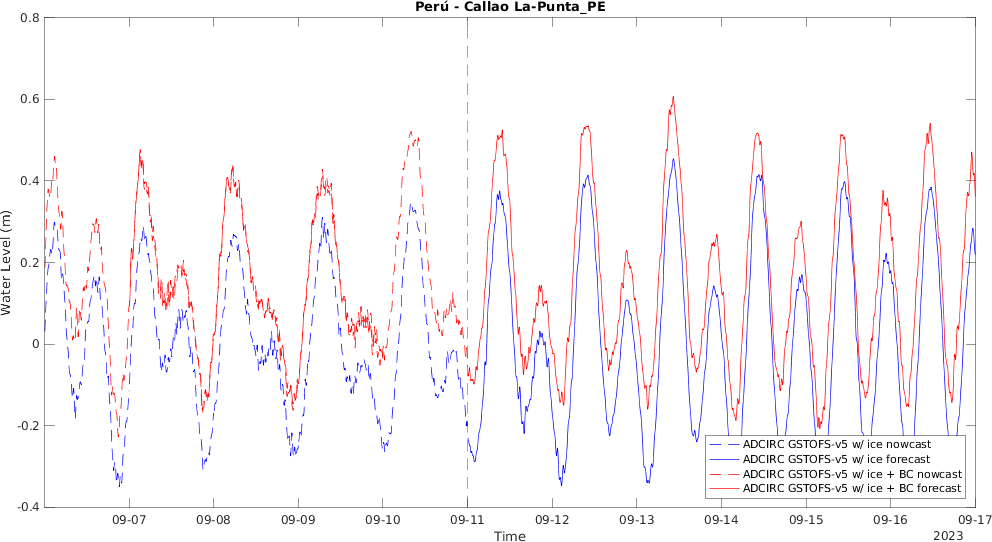 Perú - Callao La-Punta_PE
Water Level (m)
0.8
0.6
0.4
0.2
0
-0.2
-0.4
ADCIRC GSTOFS-v5 w/ ice nowcast
ADCIRC GSTOFS-v5 w/ ice forecast
ADCIRC GSTOFS-v5 w/ ice + BC nowcast
ADCIRC GSTOFS-v5 w/ ice + BC forecast
09-07 09-08 09-09 09-10 09-11 09-12 09-13 09-14 09-15 09-16 09-17
Time
2023